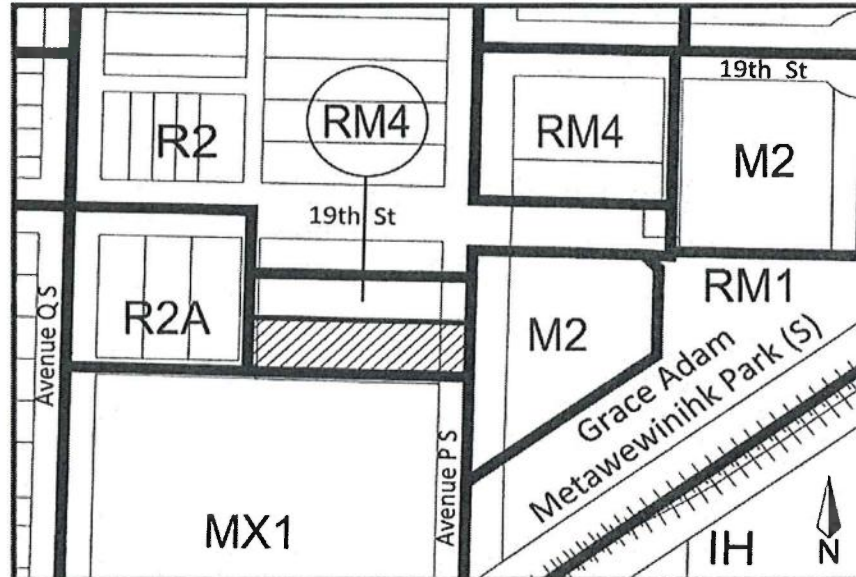 19th St
R2
RM4
RM4
M2
19th St
Avenue Q S
R2A
M2
RM1
Grace Adam
Metawewinihk Park (S)
Avenue P S
MX1
IH
N